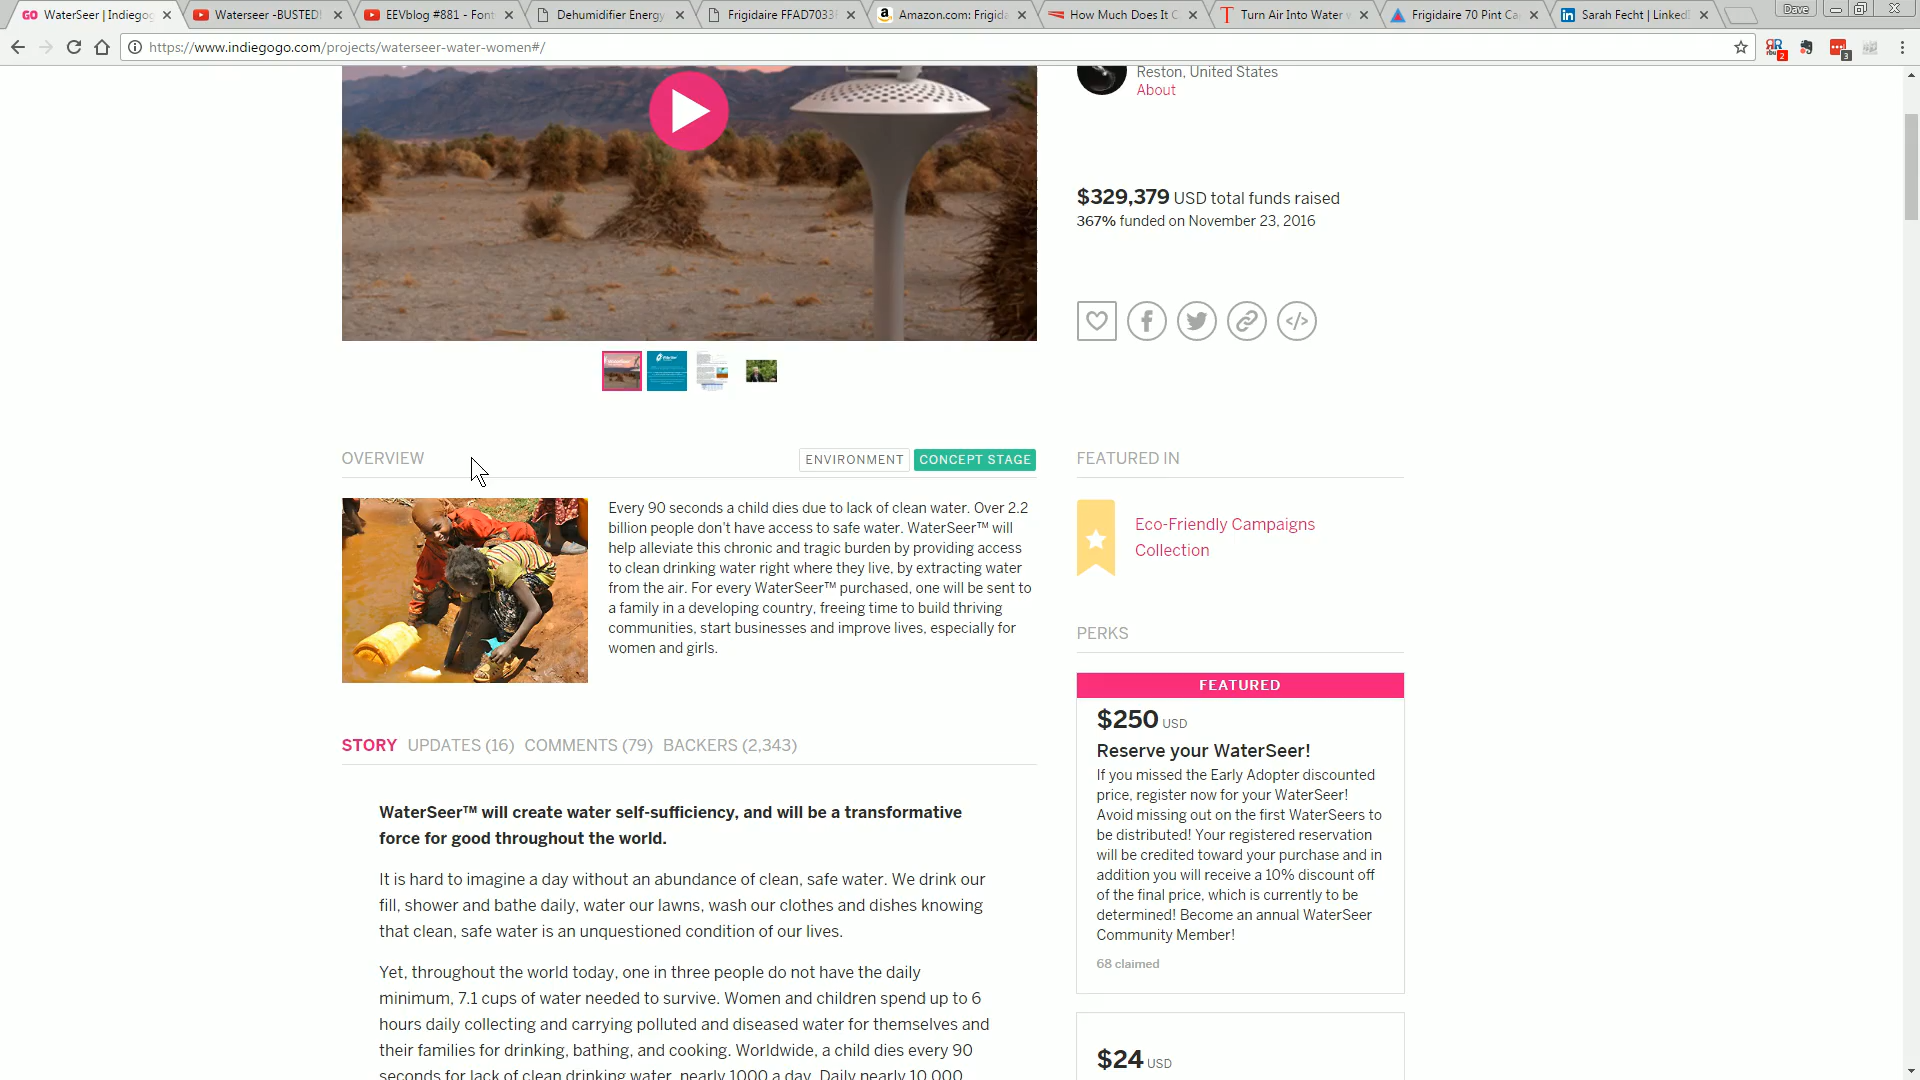 WaterSeer | Indiegog
Waterseer -BUSTED!
EEVblog #881 - Font
Dehumidifier Energy
Frigidaire FFAD7033
Amazon.com: Frigida
How Much Does It C
Turn Air Into Water
Frigidaire 70 Pint Ca
Sarah Fecht | LinkedI
Dave
https://www.indiegogo.com/projects/waterseer-water-women#/
Reston, United States
About
$329,379 USD total funds raised
367% funded on November 23, 2016
OVERVIEW
ENVIRONMENT
CONCEPT STAGE
Every 90 seconds a child dies due to lack of clean water. Over 2.2
billion people don't have access to safe water. WaterSeer™ will
help alleviate this chronic and tragic burden by providing access
to clean drinking water right where they live, by extracting water
from the air. For every WaterSeer™ purchased, one will be sent to
a family in a developing country, freeing time to build thriving
communities, start businesses and improve lives, especially for
women and girls.
FEATURED IN
Eco-Friendly Campaigns
Collection
PERKS
FEATURED
$250 USD
Reserve your WaterSeer!
If you missed the Early Adopter discounted
price, register now for your WaterSeer!
Avoid missing out on the first WaterSeers to
be distributed! Your registered reservation
will be credited toward your purchase and in
addition you will receive a 10% discount off
of the final price, which is currently to be
determined! Become an annual WaterSeer
Community Member!
68 claimed
$24 USD
STORY UPDATES (16) COMMENTS (79) BACKERS (2,343)
WaterSeer™ will create water self-sufficiency, and will be a transformative
force for good throughout the world.
It is hard to imagine a day without an abundance of clean, safe water. We drink our
fill, shower and bathe daily, water our lawns, wash our clothes and dishes knowing
that clean, safe water is an unquestioned condition of our lives.
Yet, throughout the world today, one in three people do not have the daily
minimum, 7.1 cups of water needed to survive. Women and children spend up to 6
hours daily collecting and carrying polluted and diseased water for themselves and
their families for drinking, bathing, and cooking. Worldwide, a child dies every 90
seconds for lack of clean drinking water, nearly 1000 a day. Daily nearly 10,000